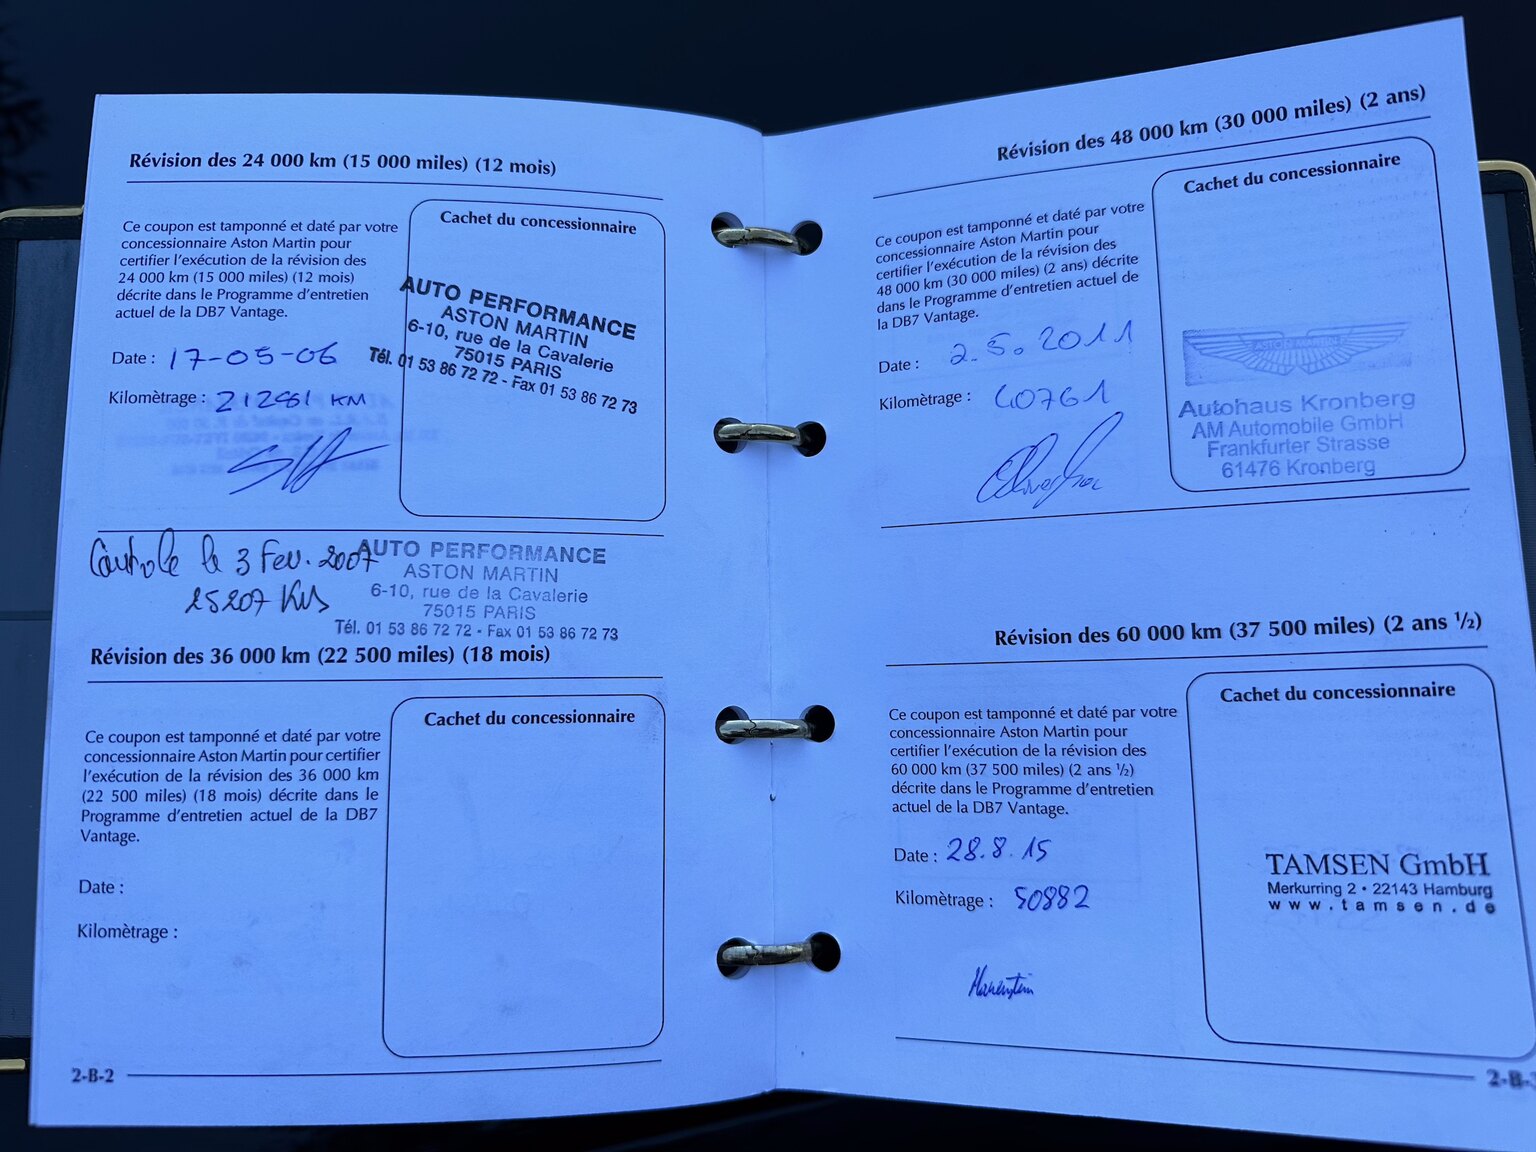 Révision des 24 000 km (15 000 miles) (12 mois)
Ce coupon est tamponné et daté par votre
concessionnaire Aston Martin pour
certifier l'exécution de la révision des
24 000 km (15 000 miles) (12 mois)
décrite dans le Programme d'entretien
actuel de la DB7 Vantage.
Date : 17-05-06
Kilomètrage : 21281 KM
Cachet du concessionnaire
AUTO PERFORMANCE
ASTON MARTIN
6-10, rue de la Cavalerie
75015 PARIS
Tél. 01 53 86 72 72 - Fax 01 53 86 72 73
Controle le 3 Fev. 2007
25207 KMS
AUTO PERFORMANCE
ASTON MARTIN
6-10, rue de la Cavalerie
75015 PARIS
Tél. 01 53 86 72 72 - Fax 01 53 86 72 73
Révision des 36 000 km (22 500 miles) (18 mois)
Ce coupon est tamponné et daté par votre
concessionnaire Aston Martin pour certifier
l'exécution de la révision des 36 000 km
(22 500 miles) (18 mois) décrite dans le
Programme d'entretien actuel de la DB7
Vantage.
Date :
Kilomètrage :
Cachet du concessionnaire
2-B-2
Révision des 48 000 km (30 000 miles) (2 ans)
Ce coupon est tamponné et daté par votre
concessionnaire Aston Martin pour
certifier l'exécution de la révision des
48 000 km (30 000 miles) (2 ans) décrite
dans le Programme d'entretien actuel de
la DB7 Vantage.
Date : 2.5.2011
Kilomètrage : 40761
Cachet du concessionnaire
ASTON MARTIN
Autohaus Kronberg
AM Automobile GmbH
Frankfurter Strasse
61476 Kronberg
Révision des 60 000 km (37 500 miles) (2 ans ½)
Ce coupon est tamponné et daté par votre
concessionnaire Aston Martin pour
certifier l'exécution de la révision des
60 000 km (37 500 miles) (2 ans ½)
décrite dans le Programme d'entretien
actuel de la DB7 Vantage.
Date : 28.8.15
Kilomètrage : 50882
Cachet du concessionnaire
TAMSEN GmbH
Merkurring 2 • 22143 Hamburg
www.tamsen.de
2-B-3